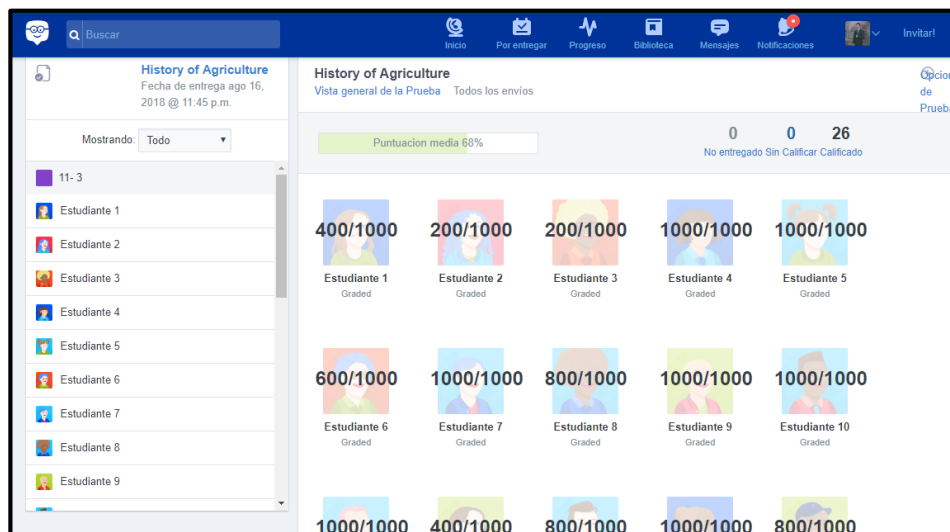 Buscar
Inicio
Por entregar
Progreso
Biblioteca
Mensajes
Notificaciones
Invitar!
History of Agriculture
Fecha de entrega ago 16,
2018 @ 11:45 p.m.
Mostrando: Todo
11- 3
Estudiante 1
Estudiante 2
Estudiante 3
Estudiante 4
Estudiante 5
Estudiante 6
Estudiante 7
Estudiante 8
Estudiante 9
History of Agriculture
Vista general de la Prueba Todos los envíos
Opcion
de
Prueba
Puntuacion media 68%
0 0 26
No entregado Sin Calificar Calificado
400/1000 200/1000 200/1000 1000/1000 1000/1000
Estudiante 1 Estudiante 2 Estudiante 3 Estudiante 4 Estudiante 5
Graded Graded Graded Graded Graded
600/1000 1000/1000 800/1000 1000/1000 1000/1000
Estudiante 6 Estudiante 7 Estudiante 8 Estudiante 9 Estudiante 10
Graded Graded Graded Graded Graded
1000/1000 400/1000 800/1000 1000/1000 800/1000